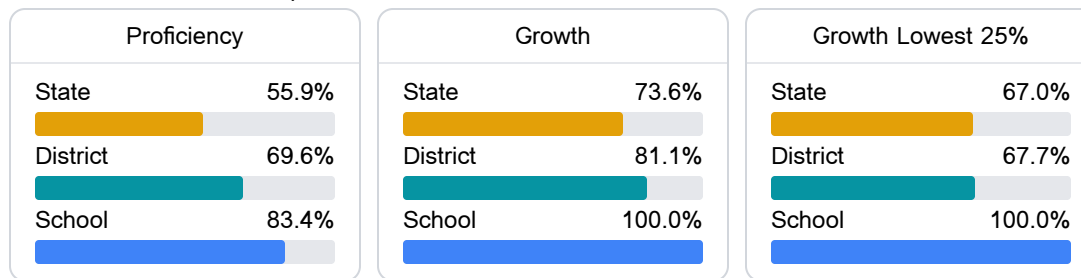 Proficiency
State 55.9%
District 69.6%
School 83.4%
Growth
State 73.6%
District 81.1%
School 100.0%
Growth Lowest 25%
State 67.0%
District 67.7%
School 100.0%